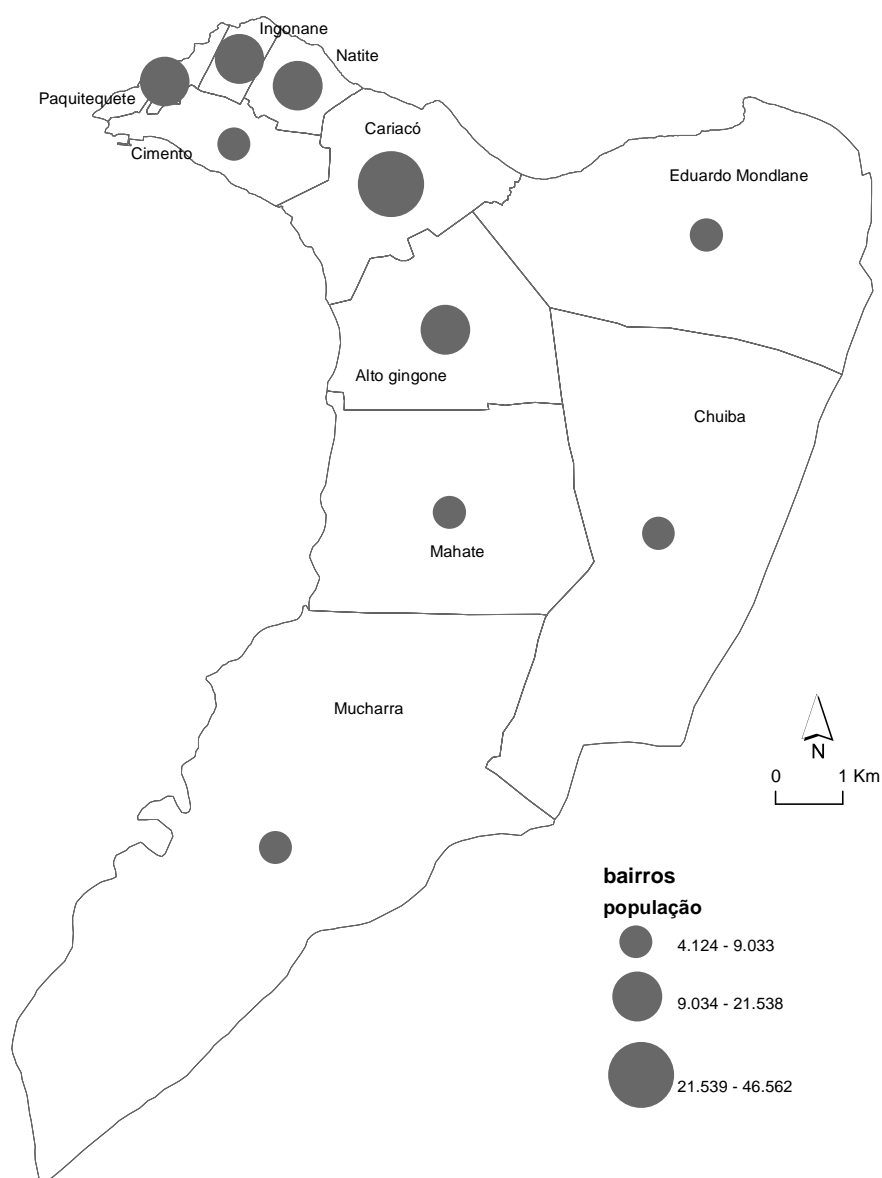 Ingonane
Natite
Paquitequete
Cariacó
Cimento
Eduardo Mondlane
Alto gingone
Chuiba
Mahate
Mucharra
N
0 1 Km
bairros
população
4.124 - 9.033
9.034 - 21.538
21.539 - 46.562